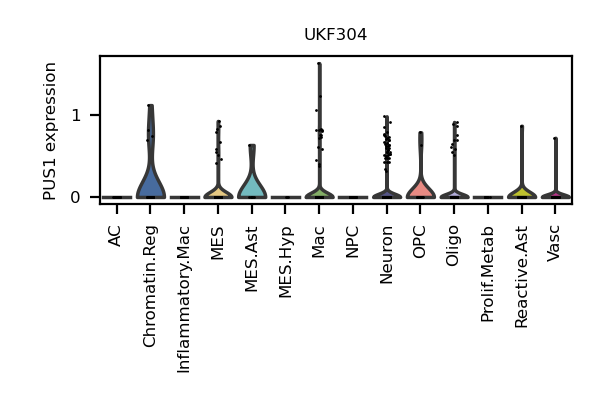 UKF304
PUS1 expression
1
0
AC
Chromatin.Reg
Inflammatory.Mac
MES
MES.Ast
MES.Hyp
Mac
NPC
Neuron
OPC
Oligo
Prolif.Metab
Reactive.Ast
Vasc